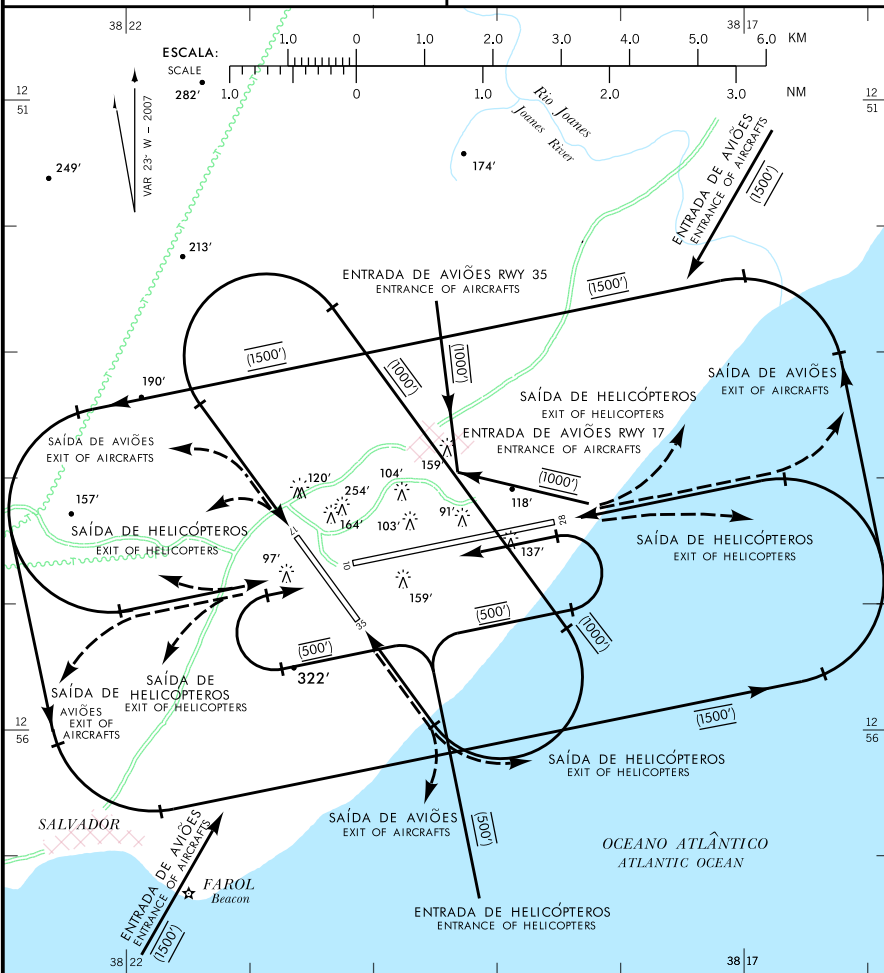 38 22
38 17
ESCALA:
SCALE
1.0 0 1.0 2.0 3.0 4.0 5.0 6.0 KM
1.0 0 1.0 2.0 3.0 NM
12
51
12
51
282'
VAR 23° W – 2007
249'
213'
174'
Rio Joanes
Joanes River
ENTRADA DE AVIÕES
ENTRANCE OF AIRCRAFTS
(1500')
ENTRADA DE AVIÕES RWY 35
ENTRANCE OF AIRCRAFTS
(1500')
(1500')
(1000')
(1000')
190'
SAÍDA DE AVIÕES
EXIT OF AIRCRAFTS
SAÍDA DE HELICÓPTEROS
EXIT OF HELICOPTERS
ENTRADA DE AVIÕES RWY 17
ENTRANCE OF AIRCRAFTS
SAÍDA DE AVIÕES
EXIT OF AIRCRAFTS
159'
120'
104'
254'
(1000')
118'
157'
164'
103'
91'
SAÍDA DE HELICÓPTEROS
EXIT OF HELICOPTERS
17
28
137'
SAÍDA DE HELICÓPTEROS
EXIT OF HELICOPTERS
97'
10
159'
35
(500')
(500')
(1000')
322'
SAÍDA DE
AVIÕES
EXIT OF
AIRCRAFTS
SAÍDA DE
HELICÓPTEROS
EXIT OF HELICOPTERS
(1500')
12
56
12
56
SAÍDA DE HELICÓPTEROS
EXIT OF HELICOPTERS
SALVADOR
SAÍDA DE AVIÕES
EXIT OF AIRCRAFTS
(500')
OCEANO ATLÂNTICO
ATLANTIC OCEAN
ENTRADA DE AVIÕES
ENTRANCE OF AIRCRAFTS
(1500')
FAROL
Beacon
ENTRADA DE HELICÓPTEROS
ENTRANCE OF HELICOPTERS
38 22
38 17